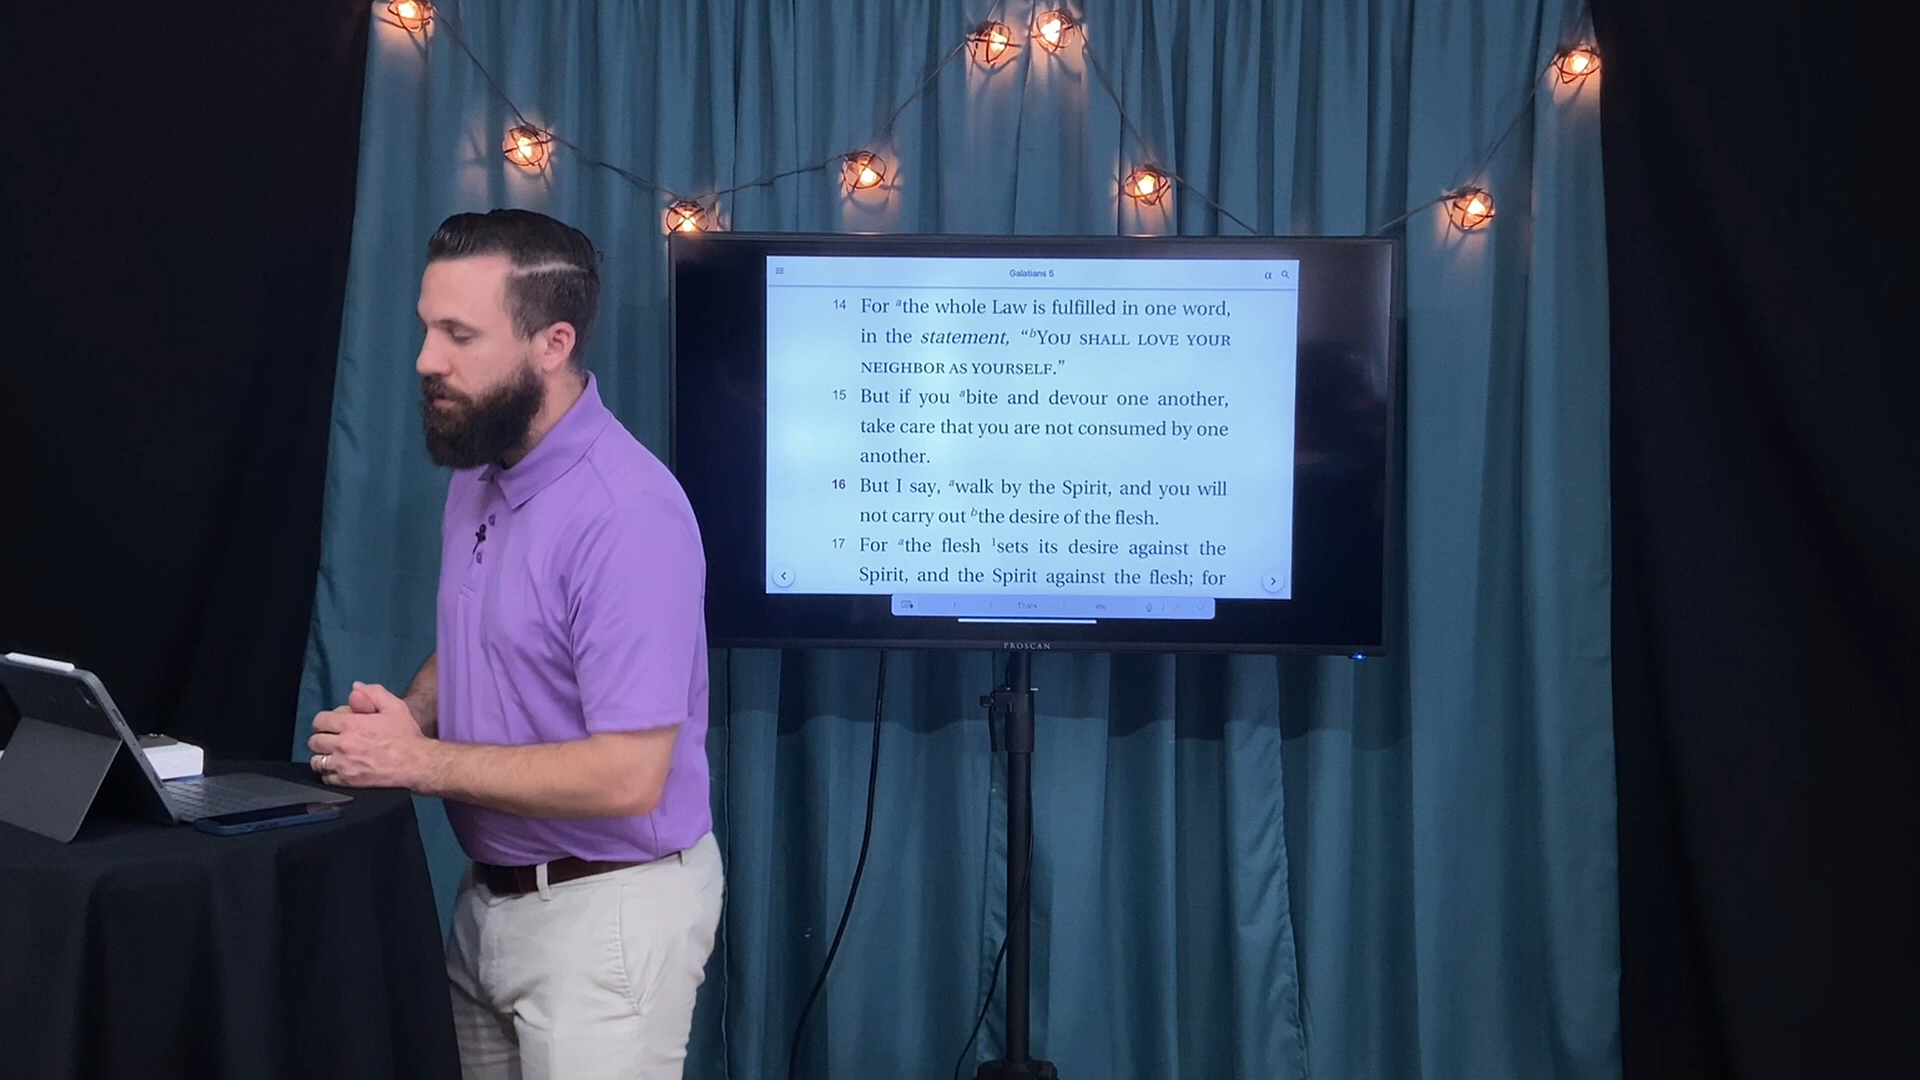 Galatians 5
α
14 For ᵃthe whole Law is fulfilled in one word,
in the statement, “ᵇYOU SHALL LOVE YOUR
NEIGHBOR AS YOURSELF.”
15 But if you ᵃbite and devour one another,
take care that you are not consumed by one
another.
16 But I say, ᵃwalk by the Spirit, and you will
not carry out ᵇthe desire of the flesh.
17 For ᵃthe flesh ¹sets its desire against the
Spirit, and the Spirit against the flesh; for
I Thank We
PROSCAN